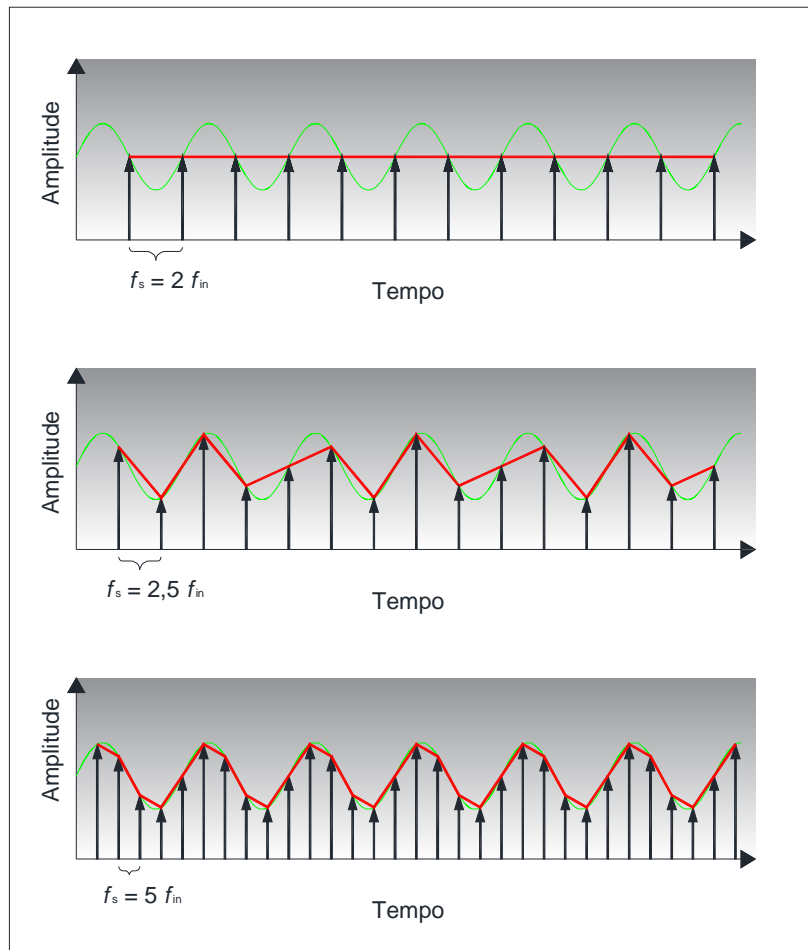 Amplitude
fs = 2 fin
Tempo
Amplitude
fs = 2,5 fin
Tempo
Amplitude
fs = 5 fin
Tempo